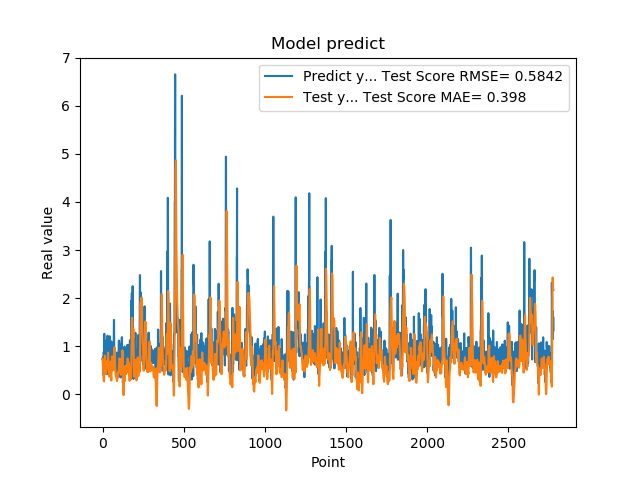 Model predict
Predict y... Test Score RMSE= 0.5842
Test y... Test Score MAE= 0.398
Real value
7
6
5
4
3
2
1
0
0 500 1000 1500 2000 2500
Point